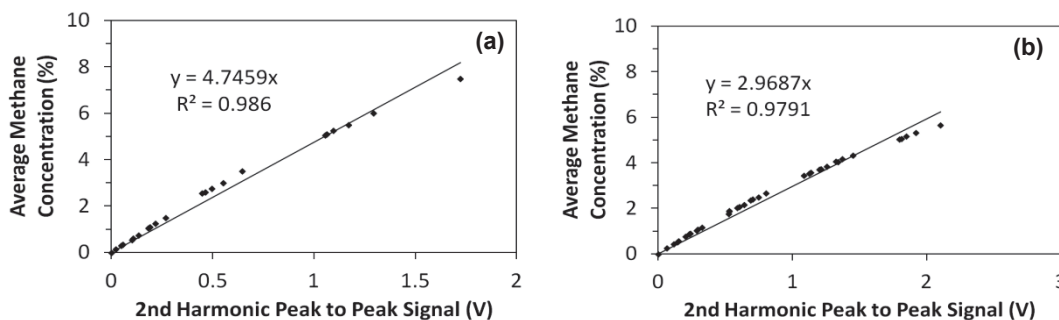 10
8
6
4
2
0
Average Methane
Concentration (%)
(a)
y = 4.7459x
R² = 0.986
0 0.5 1 1.5 2
2nd Harmonic Peak to Peak Signal (V)
10
8
6
4
2
0
Average Methane
Concentration (%)
(b)
y = 2.9687x
R² = 0.9791
0 1 2 3
2nd Harmonic Peak to Peak Signal (V)